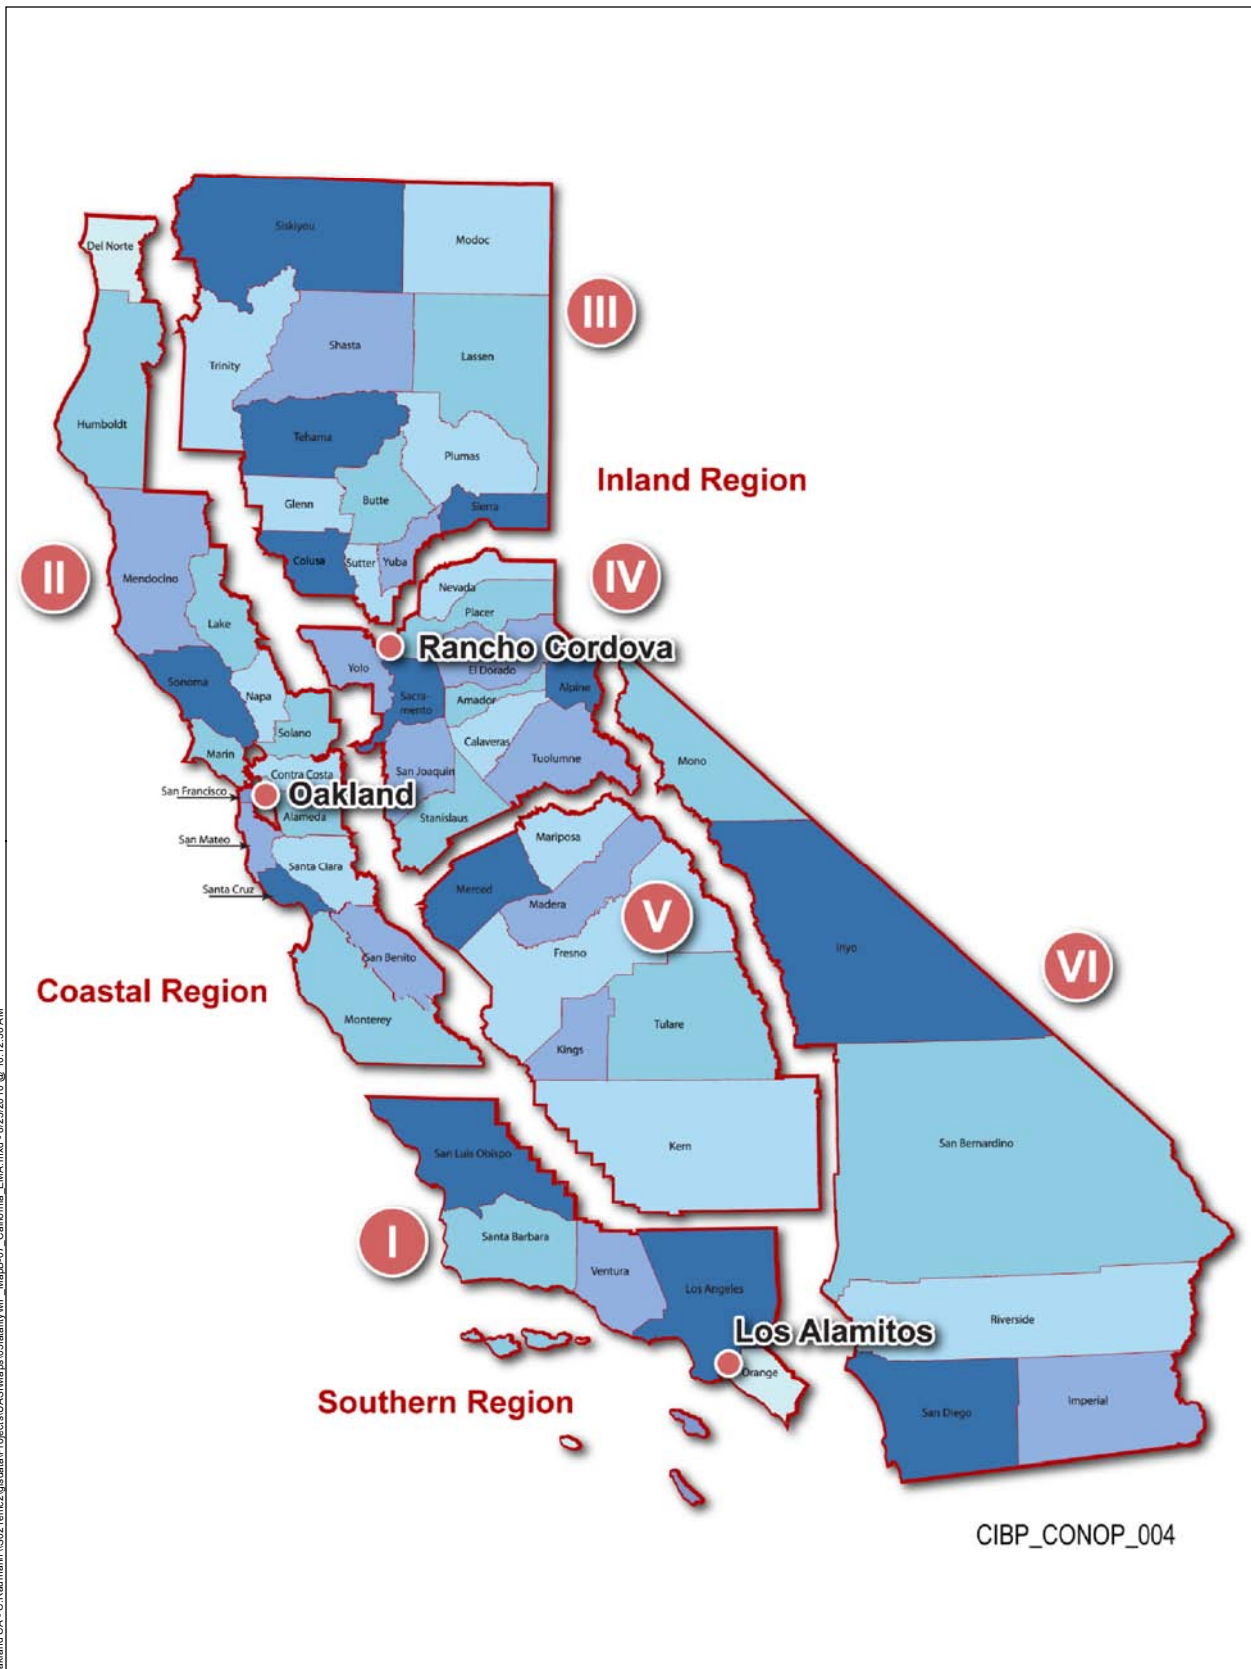 Siskiyou
Modoc
Del Norte
III
Shasta
Lassen
Trinity
Humboldt
Tehama
Plumas
Inland Region
Glenn
Butte
Sierra
Colusa
Sutter
Yuba
II
Mendocino
IV
Nevada
Placer
Lake
Rancho Cordova
Yolo
El Dorado
Sonoma
Napa
Sacra-
mento
Amador
Alpine
Solano
Calaveras
Marin
Tuolumne
Mono
Contra Costa
San Joaquin
San Francisco
Oakland
Alameda
Stanislaus
San Mateo
Mariposa
Santa Clara
Santa Cruz
Merced
Madera
V
Inyo
Fresno
San Benito
VI
Coastal Region
Monterey
Tulare
Kings
San Bernardino
Kern
San Luis Obispo
I
Santa Barbara
Ventura
Los Angeles
Riverside
Los Alamitos
Orange
Southern Region
San Diego
Imperial
CIBP_CONOP_004